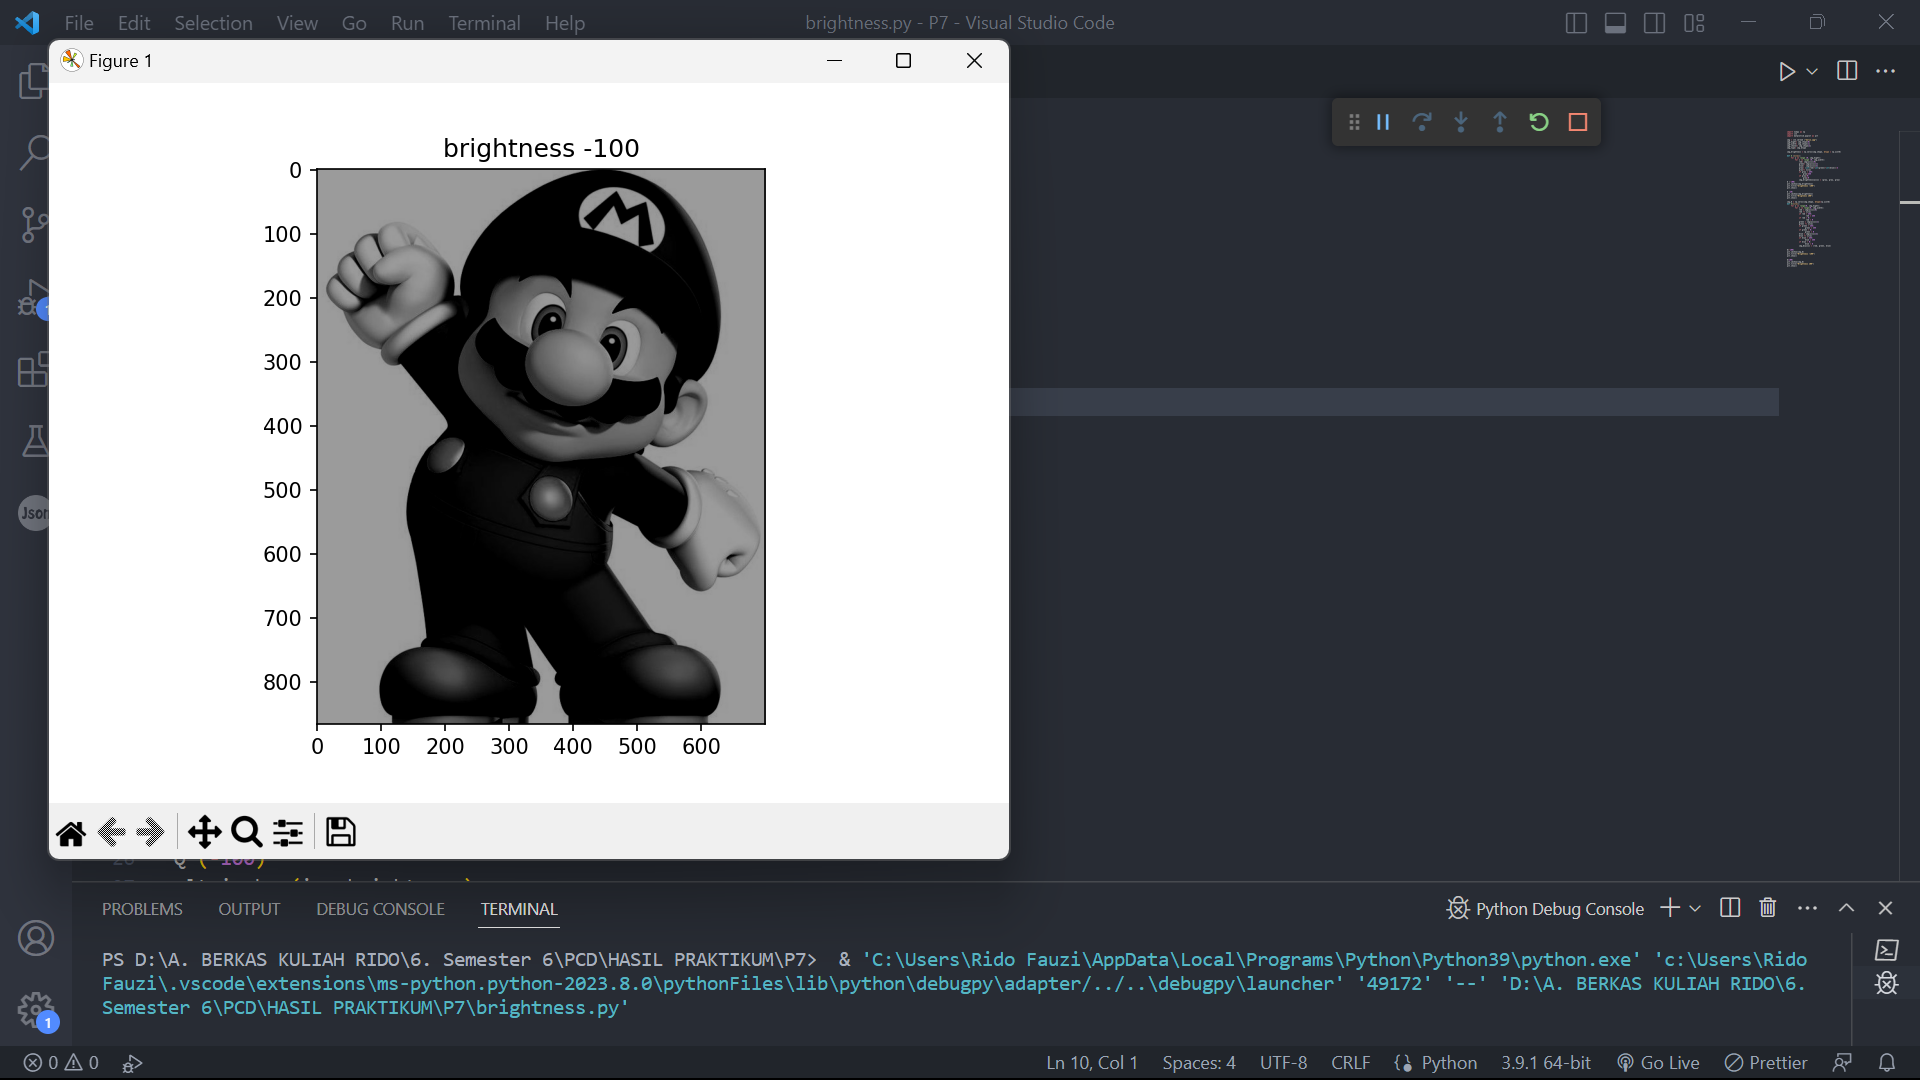 File Edit Selection View Go Run Terminal Help
brightness.py - P7 - Visual Studio Code
Figure 1
brightness -100
0
100
200
300
400
500
600
700
800
0 100 200 300 400 500 600
M
Json
1
PROBLEMS OUTPUT DEBUG CONSOLE TERMINAL
Python Debug Console
PS D:\A. BERKAS KULIAH RIDO\6. Semester 6\PCD\HASIL PRAKTIKUM\P7>  & 'C:\Users\Rido Fauzi\AppData\Local\Programs\Python\Python39\python.exe' 'c:\Users\Rido
Fauzi\.vscode\extensions\ms-python.python-2023.8.0\pythonFiles\lib\python\debugpy\adapter/../..\debugpy\launcher' '49172' '--' 'D:\A. BERKAS KULIAH RIDO\6.
Semester 6\PCD\HASIL PRAKTIKUM\P7\brightness.py'
1
0 0
Ln 10, Col 1 Spaces: 4 UTF-8 CRLF Python 3.9.1 64-bit Go Live Prettier